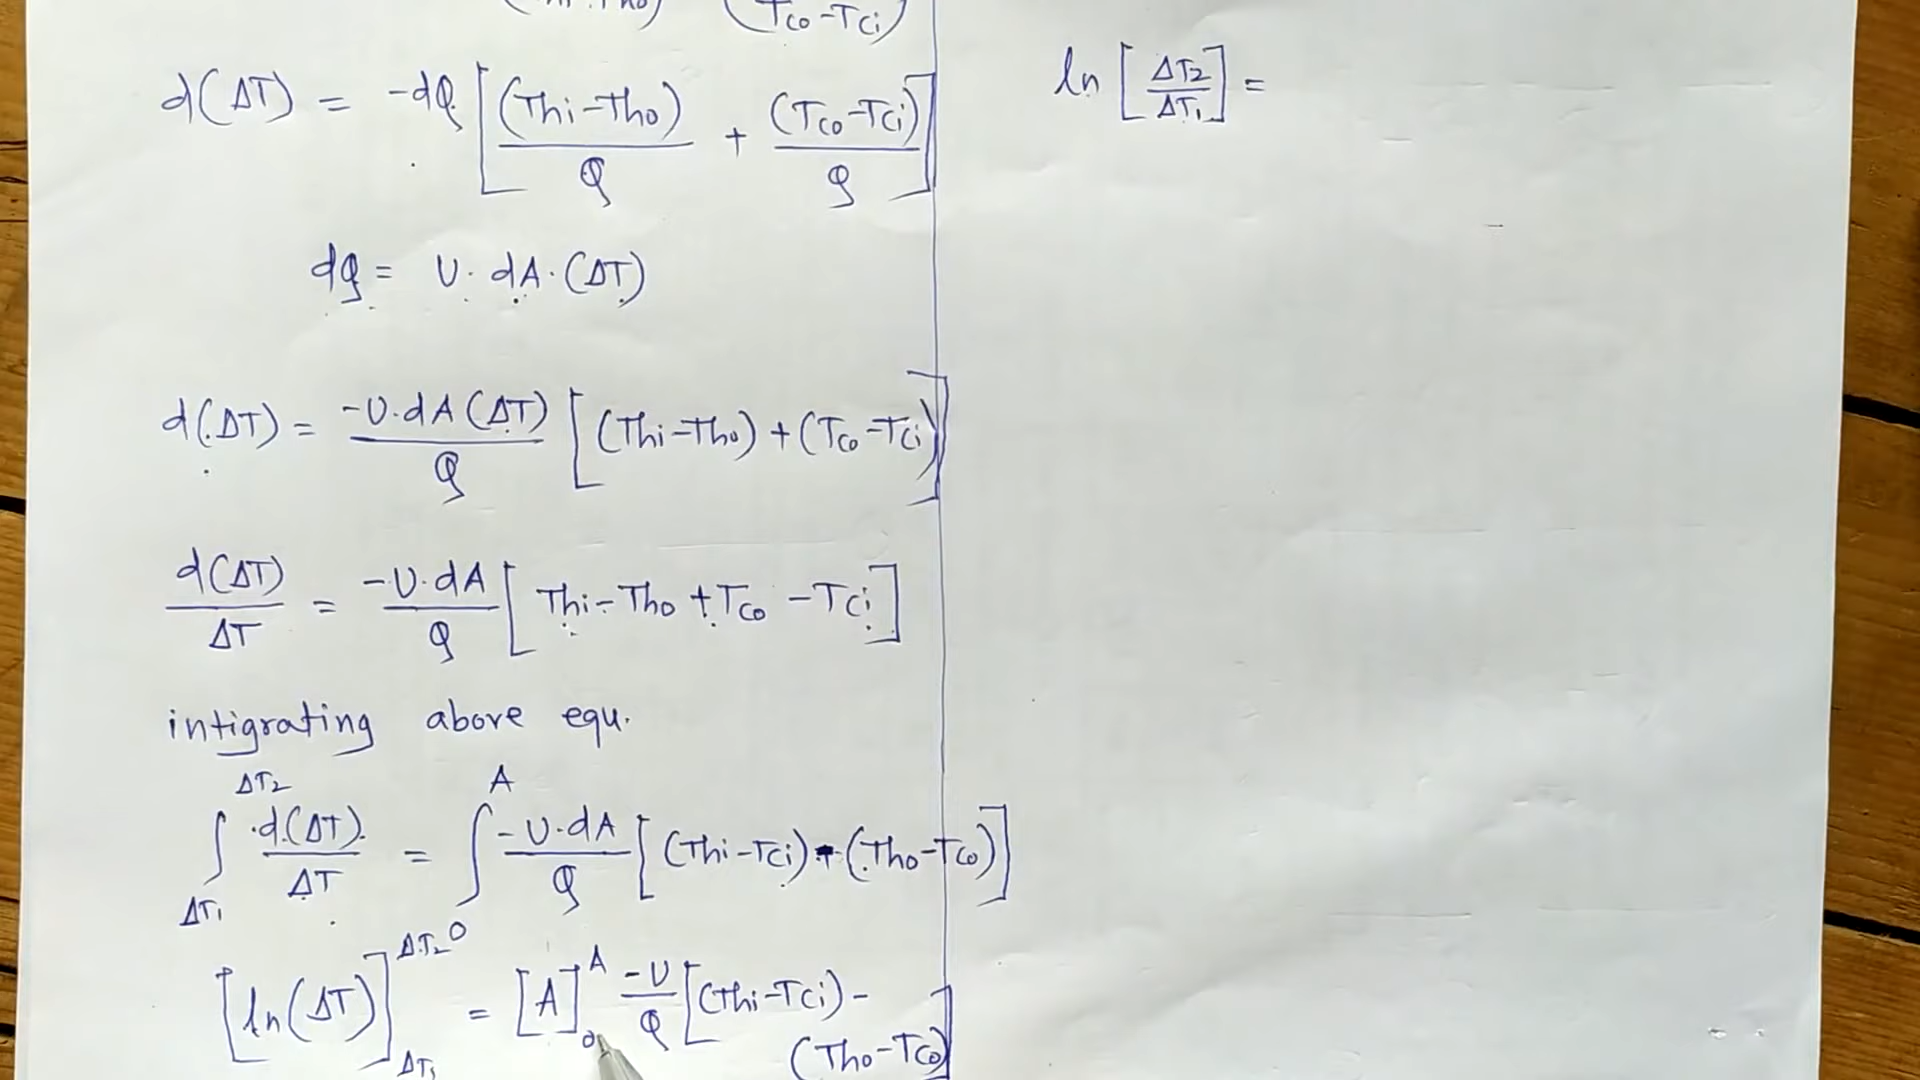 (Tco-Tci)
d(ΔT) = -dQ [(Thi-Tho)/Q + (Tco-Tci)/Q]
dQ = U. dA. (ΔT)
d(ΔT) = -U.dA(ΔT)/Q [(Thi-Tho)+(Tco-Tci)]
d(ΔT)/ΔT = -U.dA/Q [Thi-Tho+Tco-Tci]
intigrating above equ.
∫ΔT1^ΔT2 d(ΔT)/ΔT = ∫0^A -U.dA/Q [(Thi-Tci)-(Tho-Tco)]
[ln(ΔT)]ΔT1^ΔT2 = [A]0^A -U/Q [(Thi-Tci)-
(Tho-Tco)]
ln [ΔT2/ΔT1] =